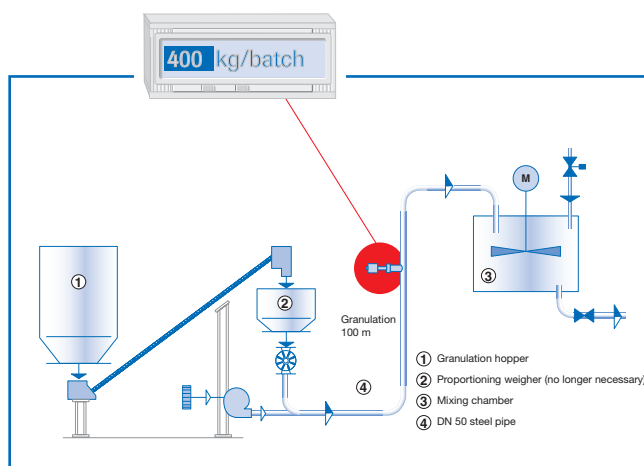 400 kg/batch
M
3
1
2
Granulation
100 m
4
1 Granulation hopper
2 Proportioning weigher (no longer necessary)
3 Mixing chamber
4 DN 50 steel pipe